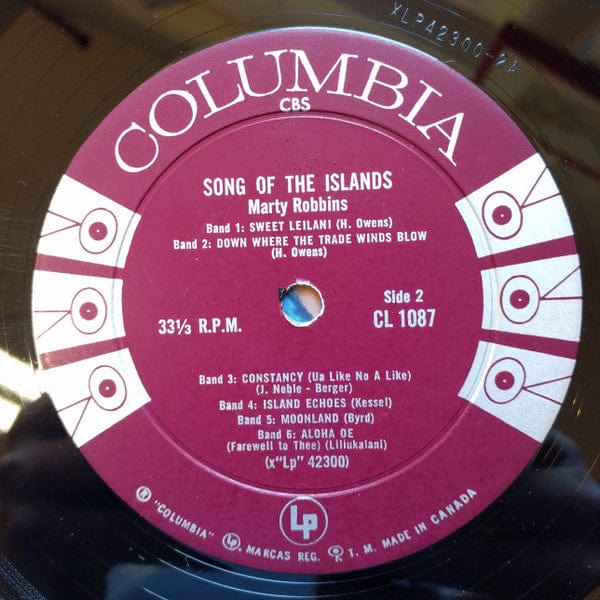 XLP42300-2A
COLUMBIA
CBS
SONG OF THE ISLANDS
Marty Robbins
Band 1: SWEET LEILANI (H. Owens)
Band 2: DOWN WHERE THE TRADE WINDS BLOW
(H. Owens)
33⅓ R.P.M.
Side 2
CL 1087
Band 3: CONSTANCY (Ua Like No A Like)
(J. Noble - Berger)
Band 4: ISLAND ECHOES (Kessel)
Band 5: MOONLAND (Byrd)
Band 6: ALOHA OE
(Farewell to Thee) (Liliukalani)
(x"Lp" 42300)
Lp
® "COLUMBIA", Lp, MARCAS REG. T. M. MADE IN CANADA